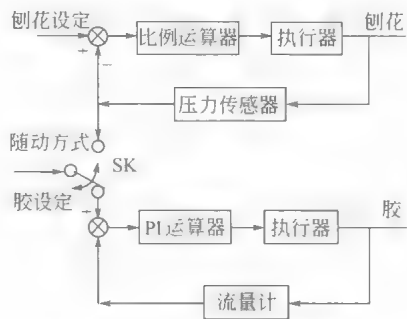 刨花设定
比例运算器
执行器
刨花
+
−
压力传感器
随动方式
SK
胶设定
+
PI运算器
执行器
胶
流量计